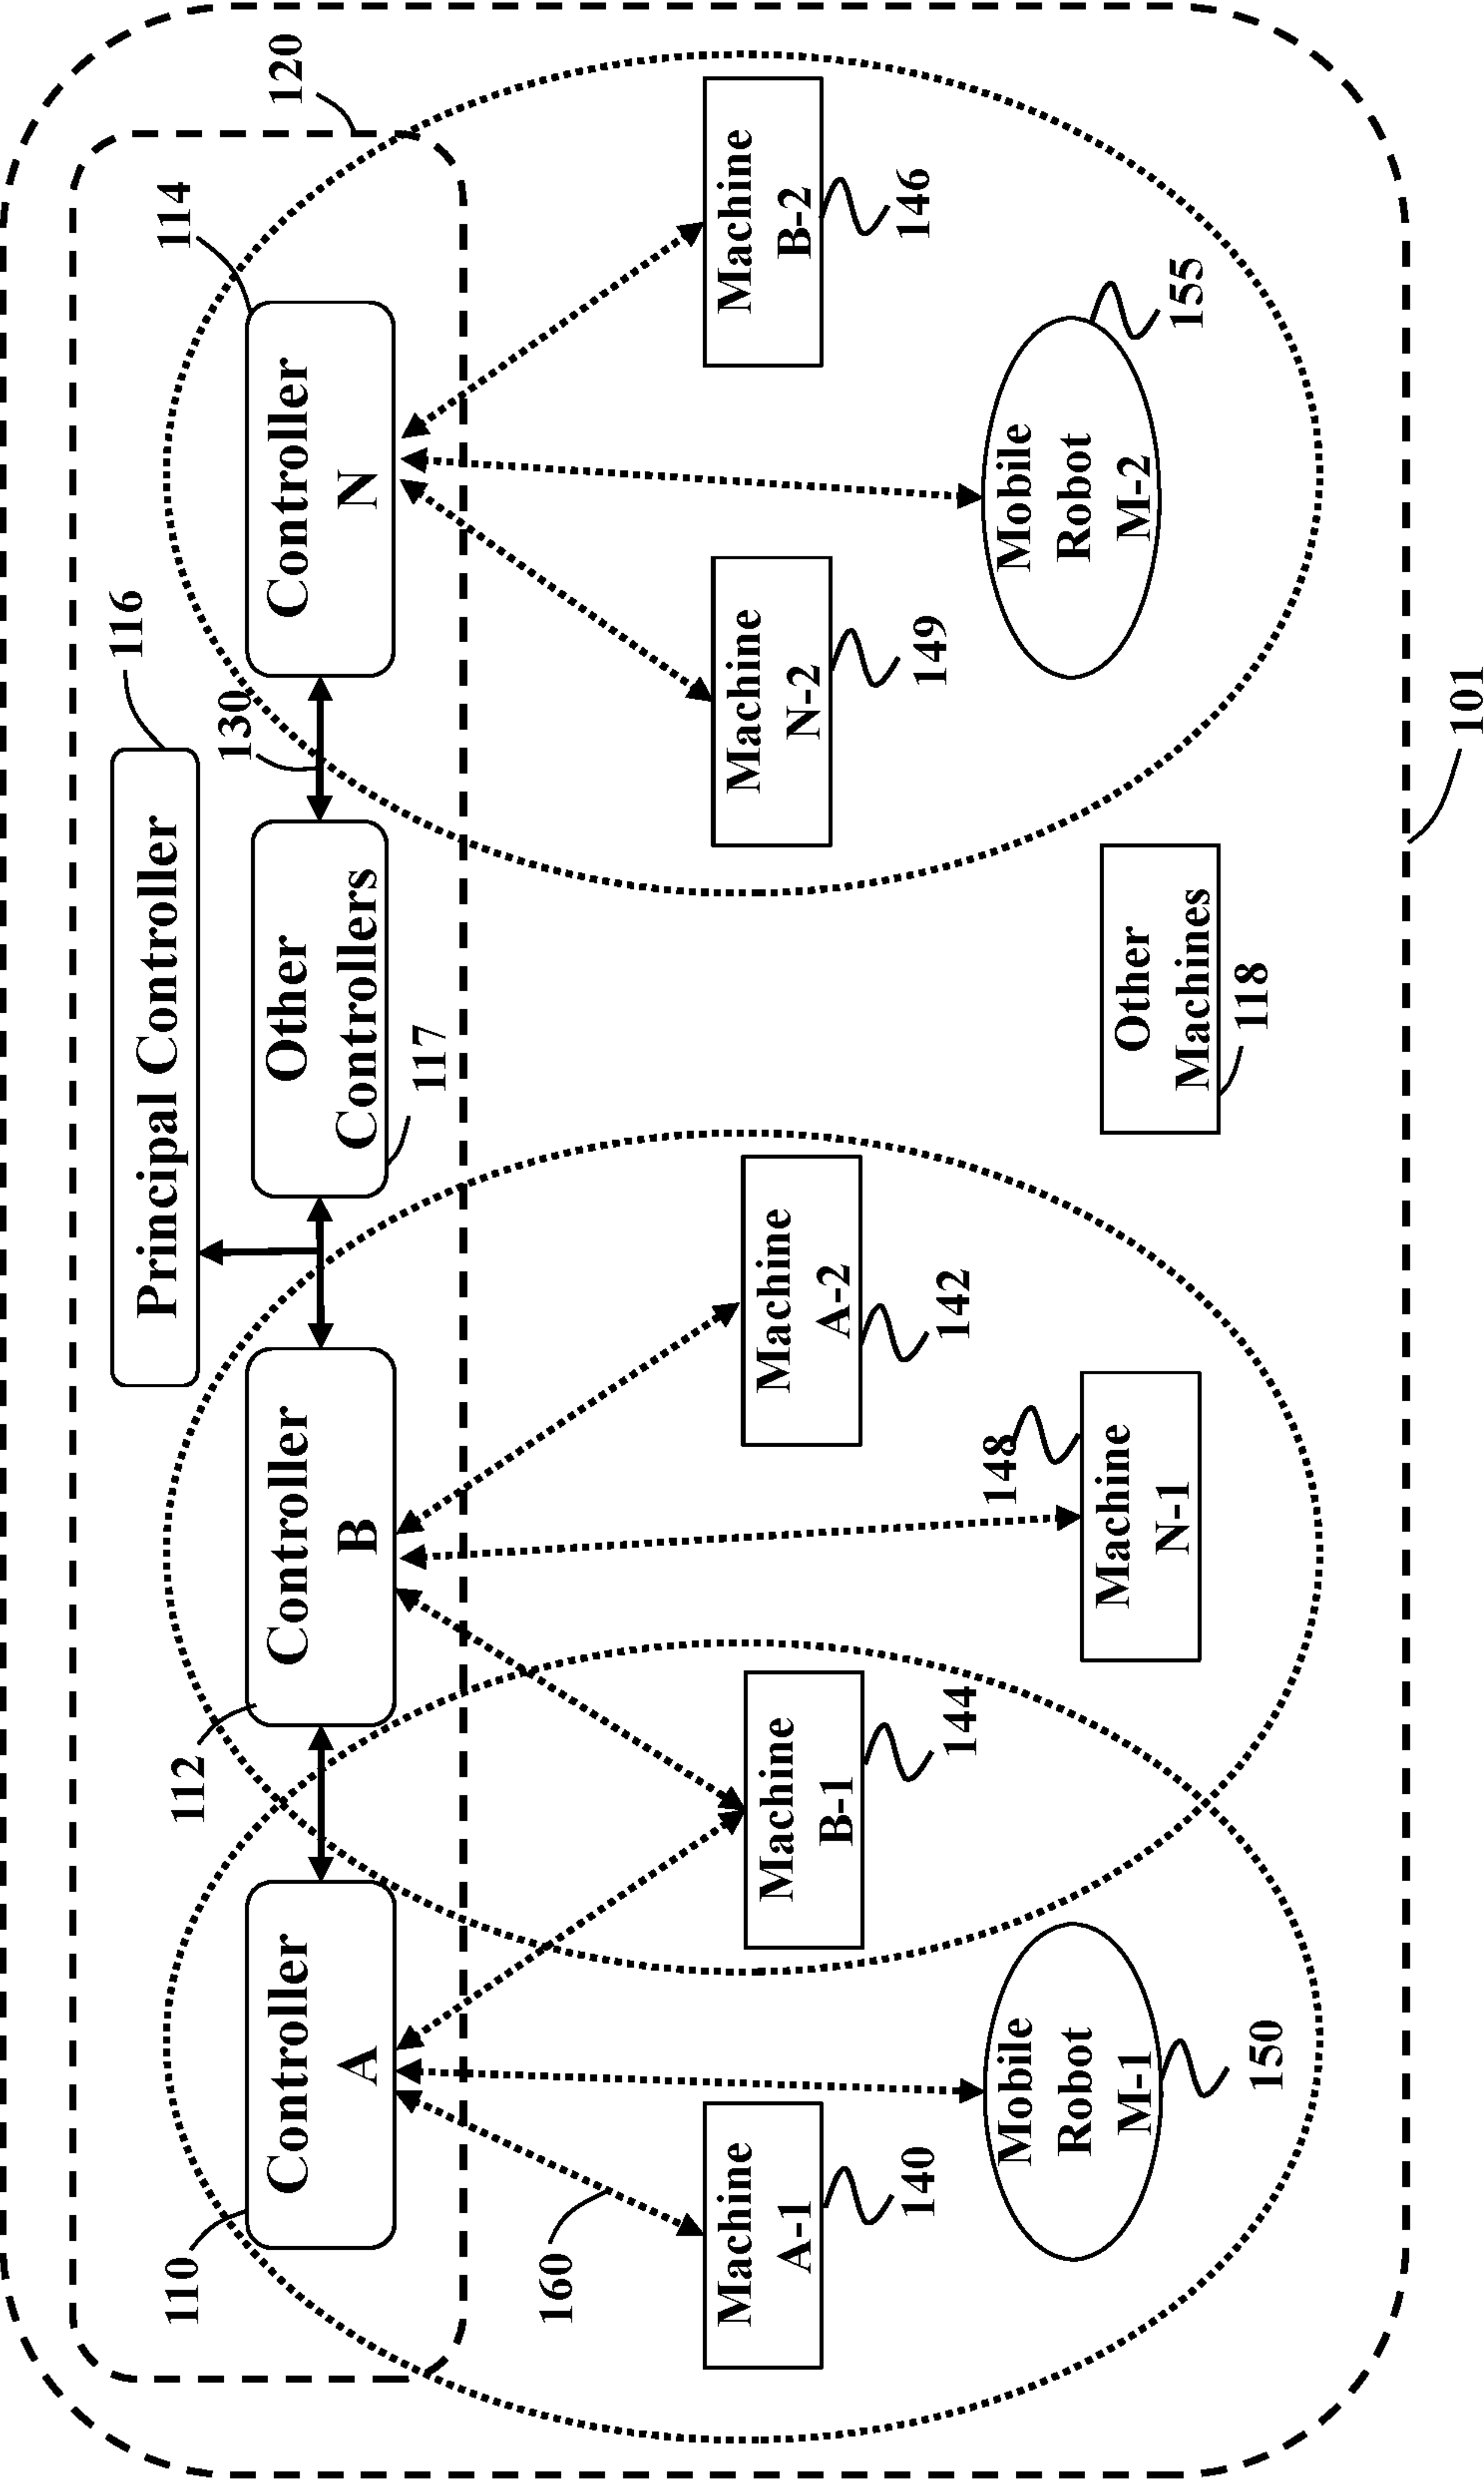 120
114
116
Principal Controller
130
112
110
Controller
A
Controller
B
Other
Controllers
117
Controller
N
160
Machine
A-1
140
Machine
B-1
144
Machine
A-2
142
Machine
N-2
149
Machine
B-2
146
Mobile
Robot
M-1
150
148
Machine
N-1
Other
Machines
118
Mobile
Robot
M-2
155
101